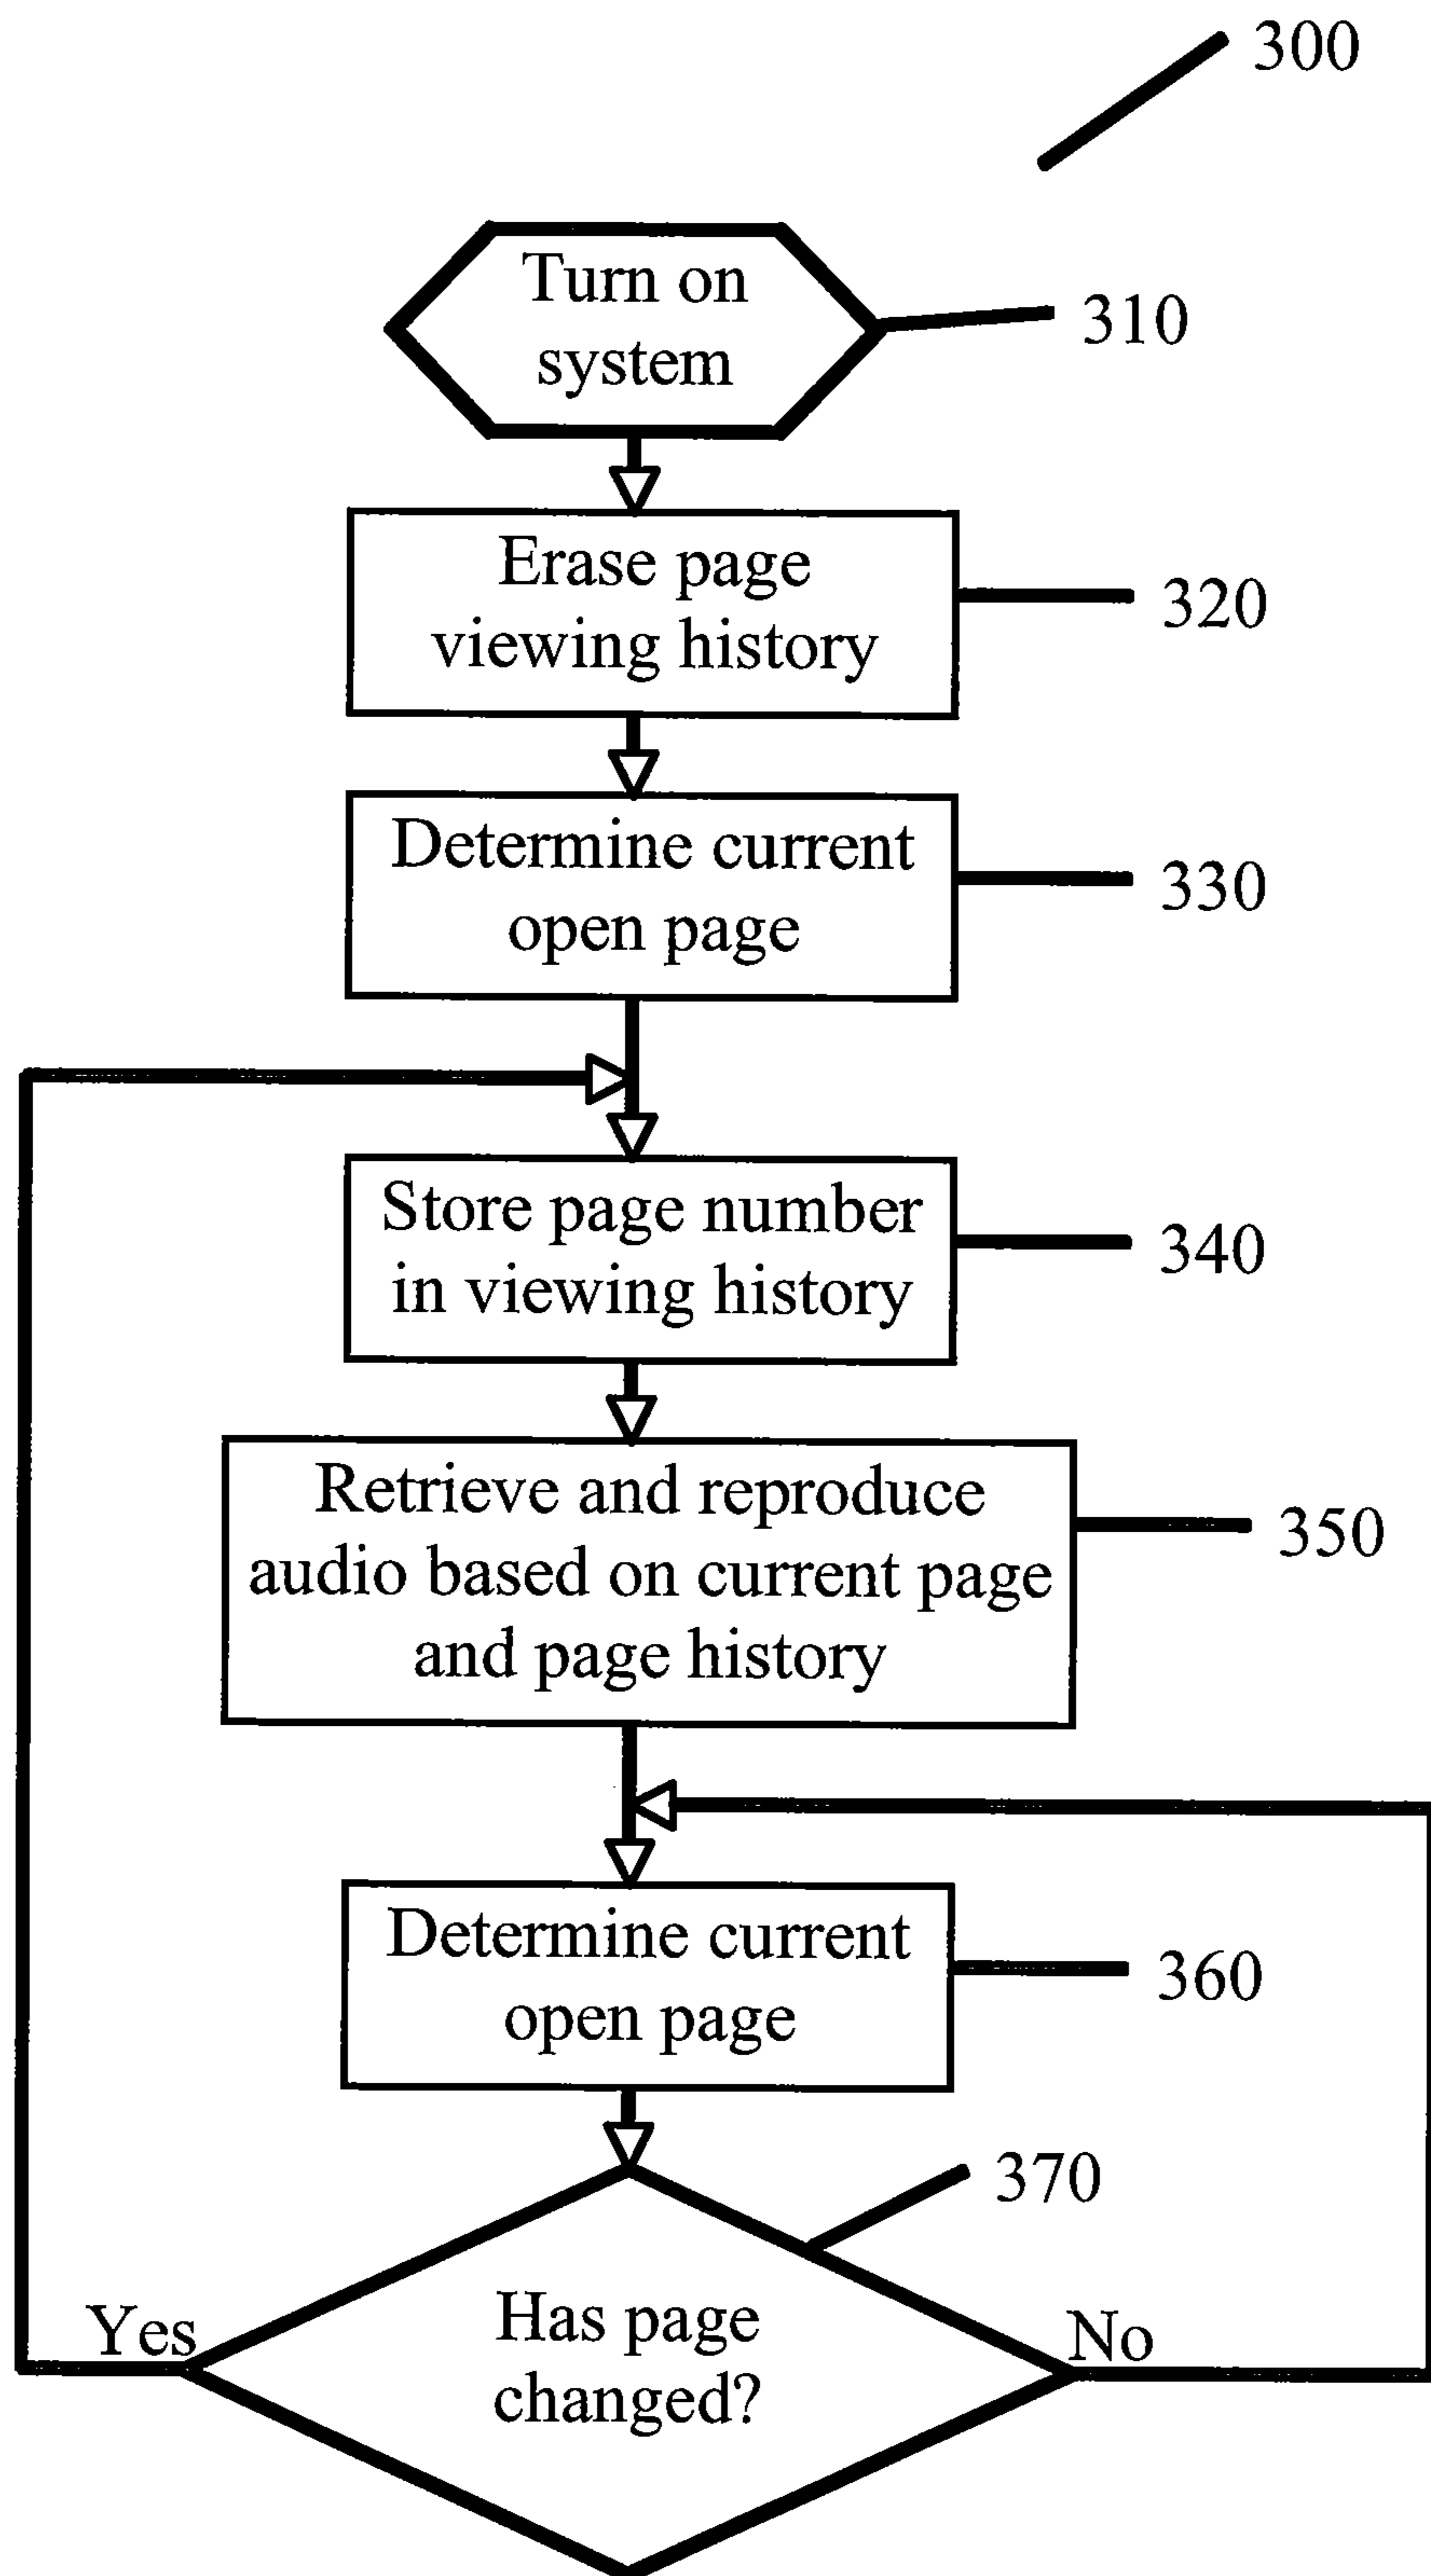 300
Turn on
system
310
Erase page
viewing history
320
Determine current
open page
330
Store page number
in viewing history
340
Retrieve and reproduce
audio based on current page
and page history
350
Determine current
open page
360
370
Has page
changed?
Yes
No